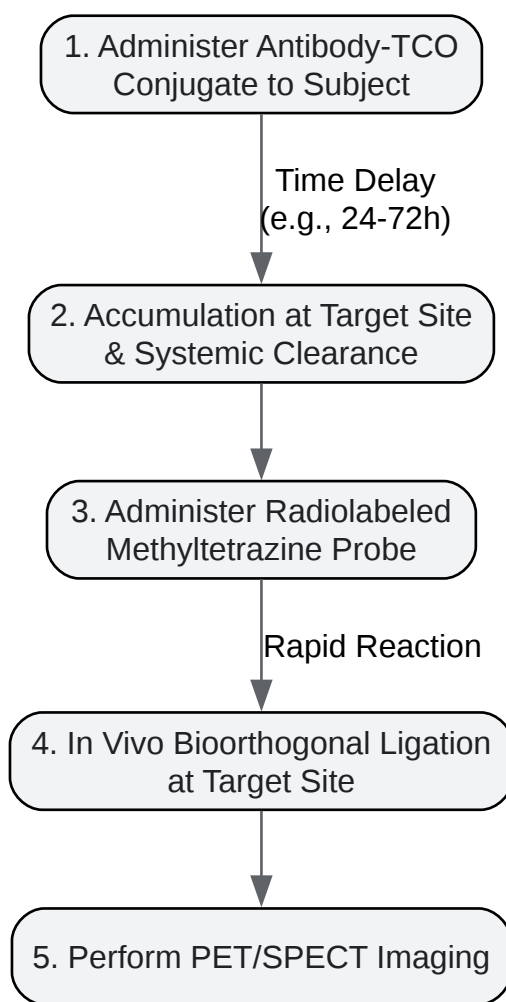 1. Administer Antibody-TCO
Conjugate to Subject
Time Delay
(e.g., 24-72h)
2. Accumulation at Target Site
& Systemic Clearance
3. Administer Radiolabeled
Methyltetrazine Probe
Rapid Reaction
4. In Vivo Bioorthogonal Ligation
at Target Site
5. Perform PET/SPECT Imaging